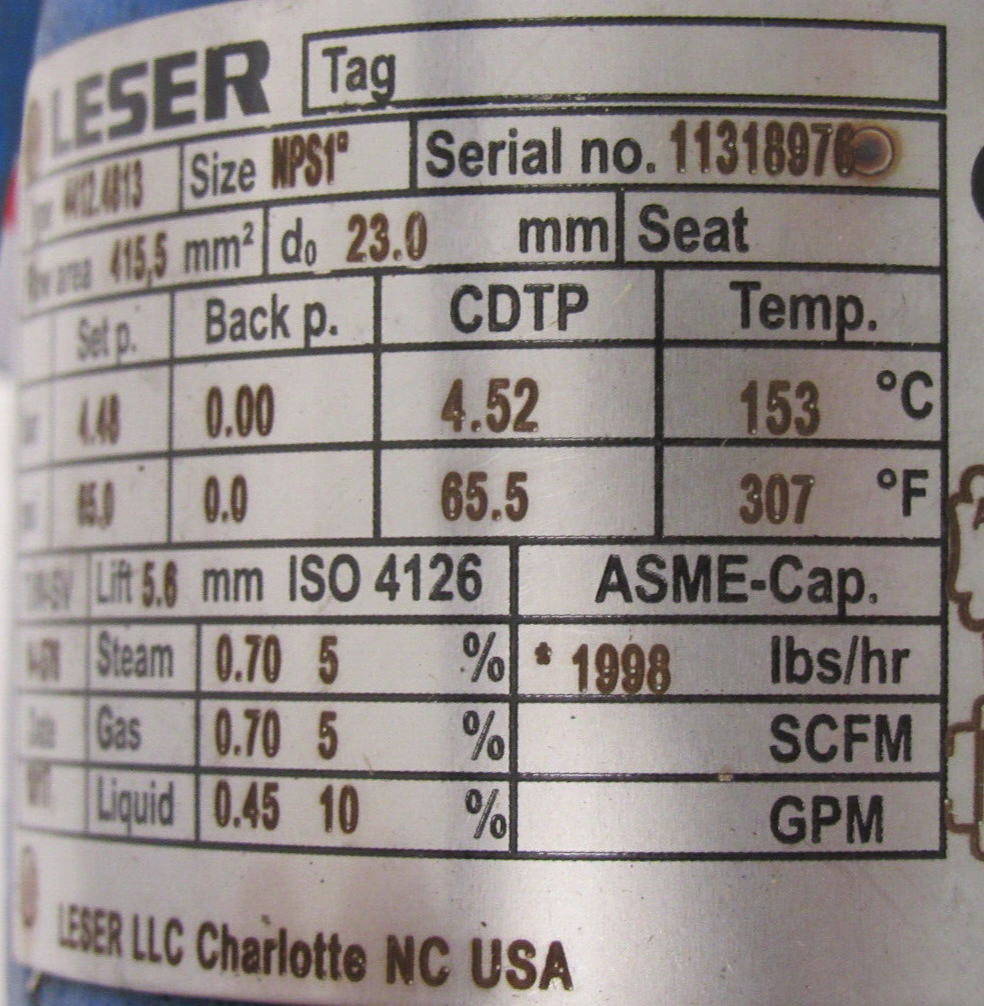 LESER Tag
4412.4813 Size NPS1" Serial no. 11318976
area 415,5 mm² d₀ 23.0 mm Seat
Set p. Back p. CDTP Temp.
4.48 0.00 4.52 153 °C
65.0 0.0 65.5 307 °F
Lift 5.6 mm ISO 4126 ASME-Cap.
Steam 0.70 5 % * 1998 lbs/hr
Date Gas 0.70 5 % SCFM
Liquid 0.45 10 % GPM
LESER LLC Charlotte NC USA